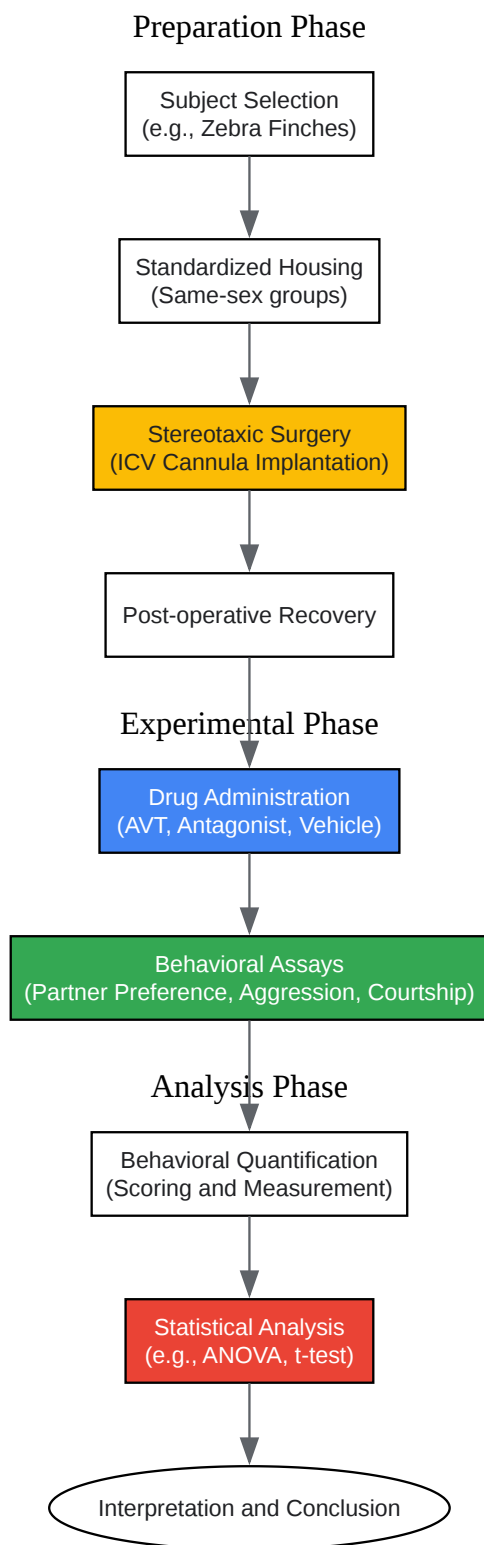 Preparation Phase
Subject Selection
(e.g., Zebra Finches)
Standardized Housing
(Same-sex groups)
Stereotaxic Surgery
(ICV Cannula Implantation)
Post-operative Recovery
Experimental Phase
Drug Administration
(AVT, Antagonist, Vehicle)
Behavioral Assays
(Partner Preference, Aggression, Courtship)
Analysis Phase
Behavioral Quantification
(Scoring and Measurement)
Statistical Analysis
(e.g., ANOVA, t-test)
Interpretation and Conclusion